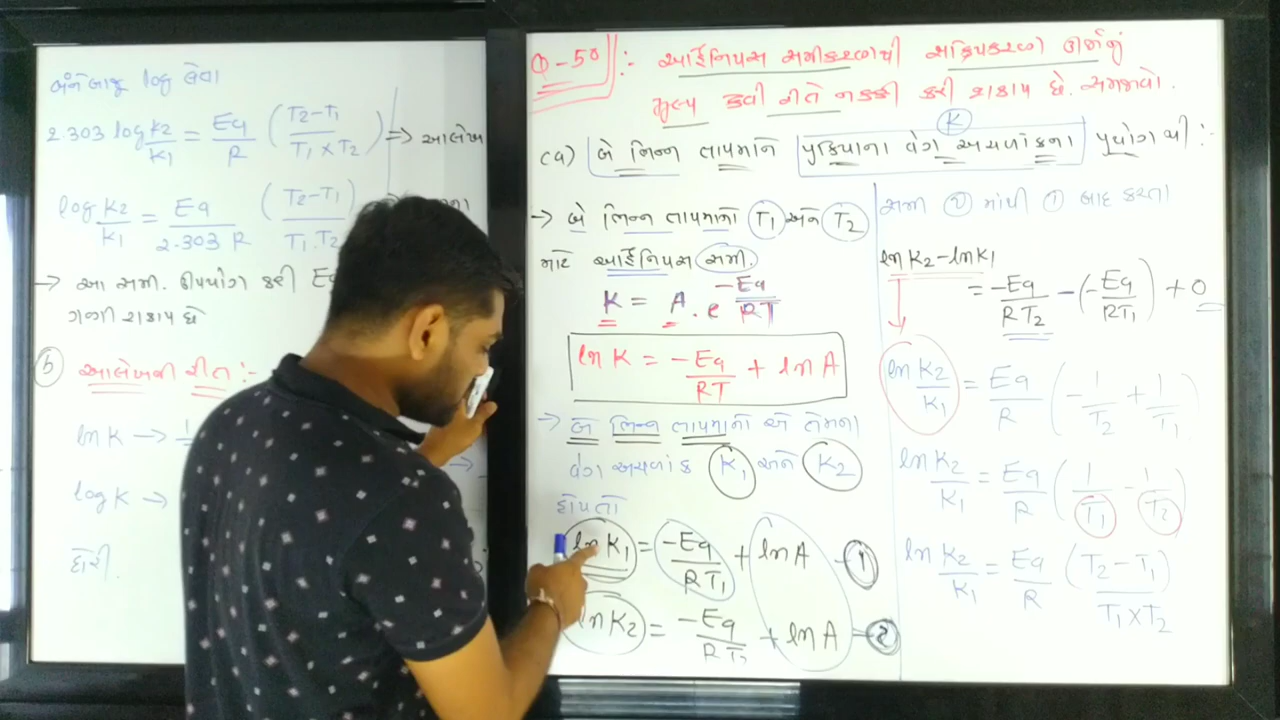 Q-50 : આર્હેનિયસ સમીકરણથી સક્રિયકરણ ઊર્જાનું
મૂલ્ય કેવી રીતે નક્કી કરી શકાય છે. સમજાવો.
K
(a) બે ભિન્ન તાપમાને પ્રક્રિયાના વેગ અચળાંકના પ્રયોગ થી :-
→ બે ભિન્ન તાપમાનો T₁ અને T₂
માટે આર્હેનિયસ સમી.
K = A. e^(-Ea/RT)
ln K = -Ea/RT + ln A
→ બે ભિન્ન તાપમાનો એ તેમના
વેગ અચળાંક K₁ અને K₂
હોય તો
ln K₁ = -Ea/RT₁ + ln A - ①
ln K₂ = -Ea/RT₂ + ln A - ②
સમી ② માંથી ① બાદ કરતા
ln K₂ - ln K₁
= -Ea/RT₂ - (-Ea/RT₁) + 0
ln K₂/K₁ = Ea/R (-1/T₂ + 1/T₁)
ln K₂/K₁ = Ea/R (1/T₁ - 1/T₂)
ln K₂/K₁ = Ea/R (T₂-T₁/T₁×T₂)
બંને બાજુ log લેતા
2.303 log K₂/K₁ = Ea/R (T₂-T₁/T₁×T₂) ⇒ આલેખ
log K₂/K₁ = Ea/2.303 R (T₂-T₁/T₁.T₂)
→ આ સમી. ઉપયોગ કરી Ea
ગણી શકાય છે
(b) આલેખની રીત :-
ln K →
log K →
દોરી.